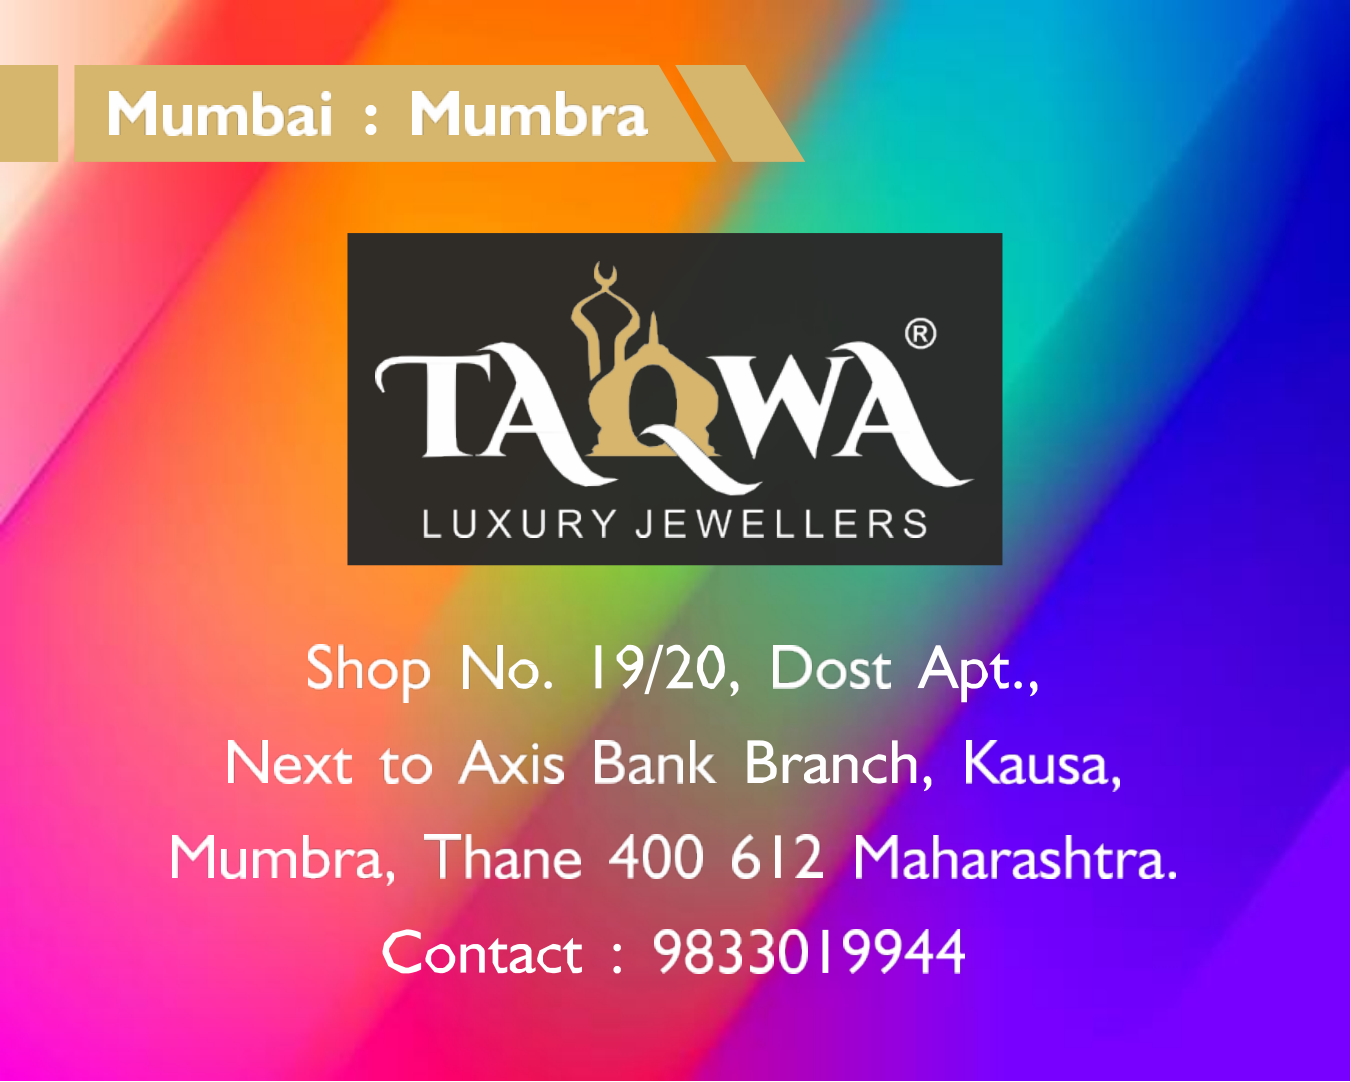 Mumbai : Mumbra
TAQWA ®
LUXURY JEWELLERS
Shop No. 19/20, Dost Apt.,
Next to Axis Bank Branch, Kausa,
Mumbra, Thane 400 612 Maharashtra.
Contact : 9833019944